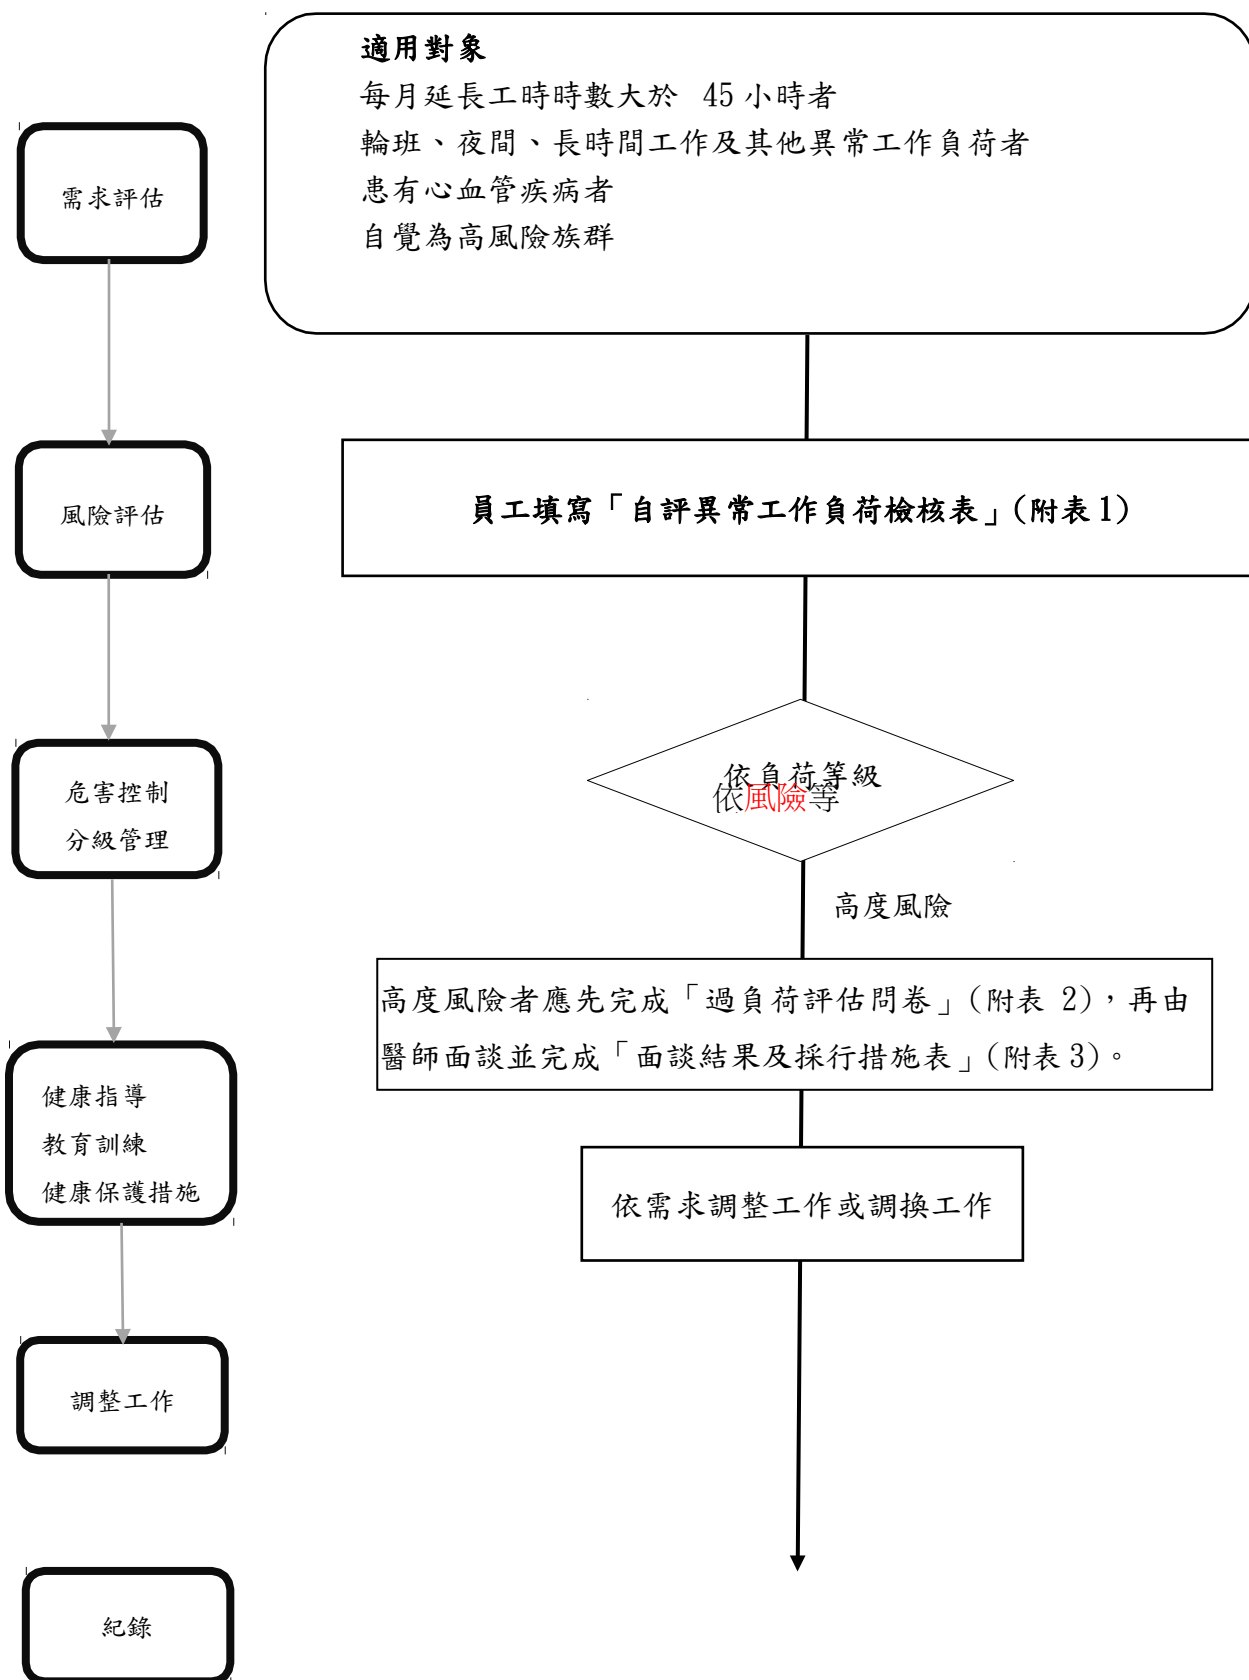 適用對象
每月延長工時時數大於 45小時者
輪班、夜間、長時間工作及其他異常工作負荷者
患有心血管疾病者
自覺為高風險族群
需求評估
風險評估
員工填寫「自評異常工作負荷檢核表」(附表1)
危害控制
分級管理
依負荷等級
依風險等
高度風險
高度風險者應先完成「過負荷評估問卷」(附表 2)，再由
醫師面談並完成「面談結果及採行措施表」(附表3)。
健康指導
教育訓練
健康保護措施
依需求調整工作或調換工作
調整工作
紀錄